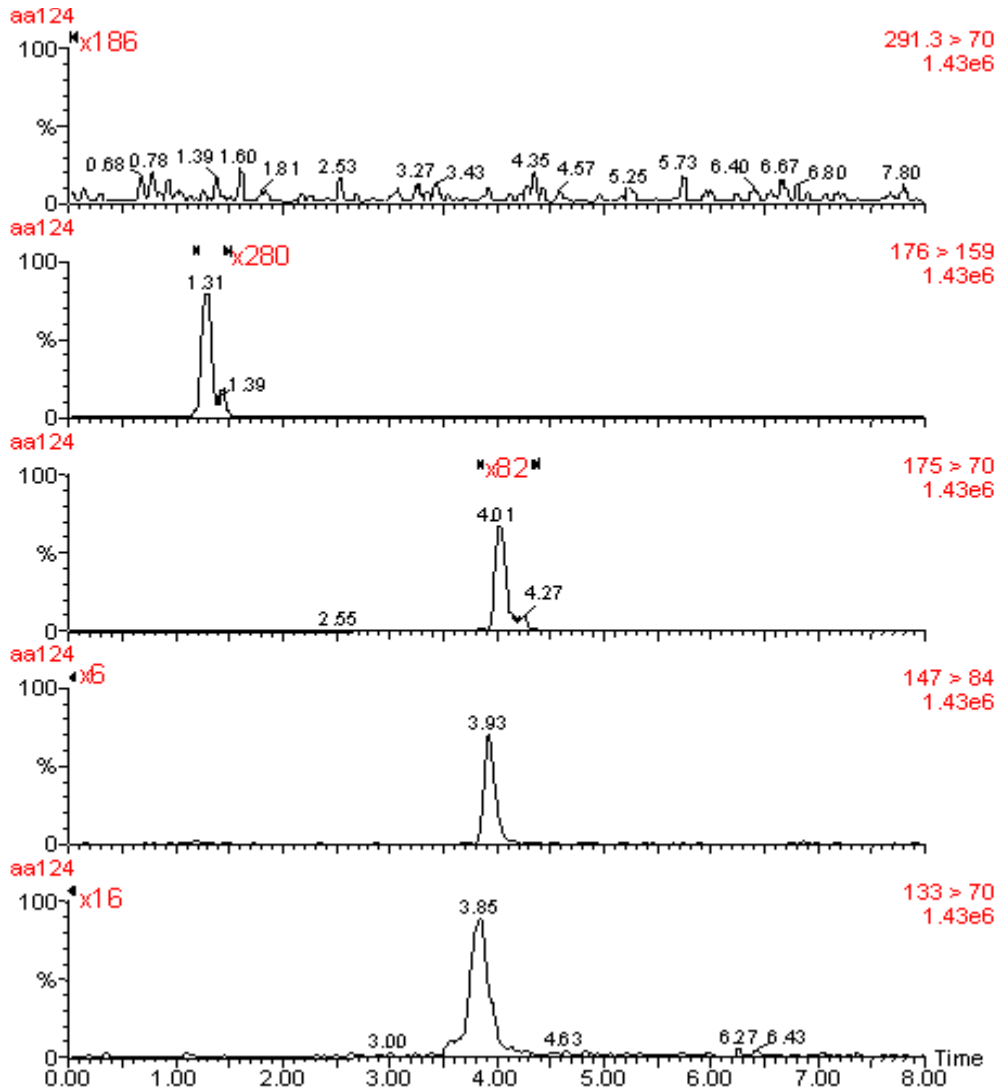 aa124
x186
291.3 > 70
1.43e6
100
%
0
0.68 0.78 1.39 1.60 1.81 2.53 3.27 3.43 4.35 4.57 5.25 5.73 6.40 6.67 6.80 7.80
aa124
x280
176 > 159
1.43e6
100
%
0
1.31
1.39
aa124
x82
175 > 70
1.43e6
100
%
0
2.55
4.01
4.27
aa124
x6
147 > 84
1.43e6
100
%
0
3.93
aa124
x16
133 > 70
1.43e6
100
%
0
3.00
3.85
4.63
6.27 6.43
Time
0.00 1.00 2.00 3.00 4.00 5.00 6.00 7.00 8.00